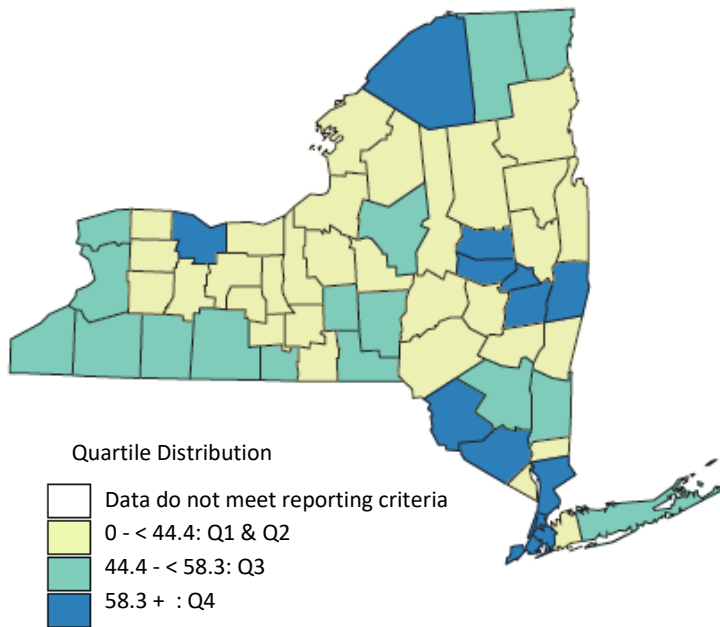 Quartile Distribution
Data do not meet reporting criteria
0 - < 44.4: Q1 & Q2
44.4 - < 58.3: Q3
58.3 + : Q4